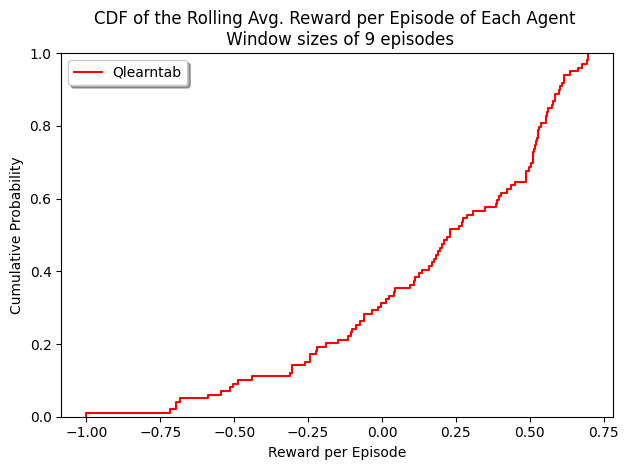 CDF of the Rolling Avg. Reward per Episode of Each Agent
Window sizes of 9 episodes
Qlearntab
Cumulative Probability
1.0
0.8
0.6
0.4
0.2
0.0
−1.00 −0.75 −0.50 −0.25 0.00 0.25 0.50 0.75
Reward per Episode